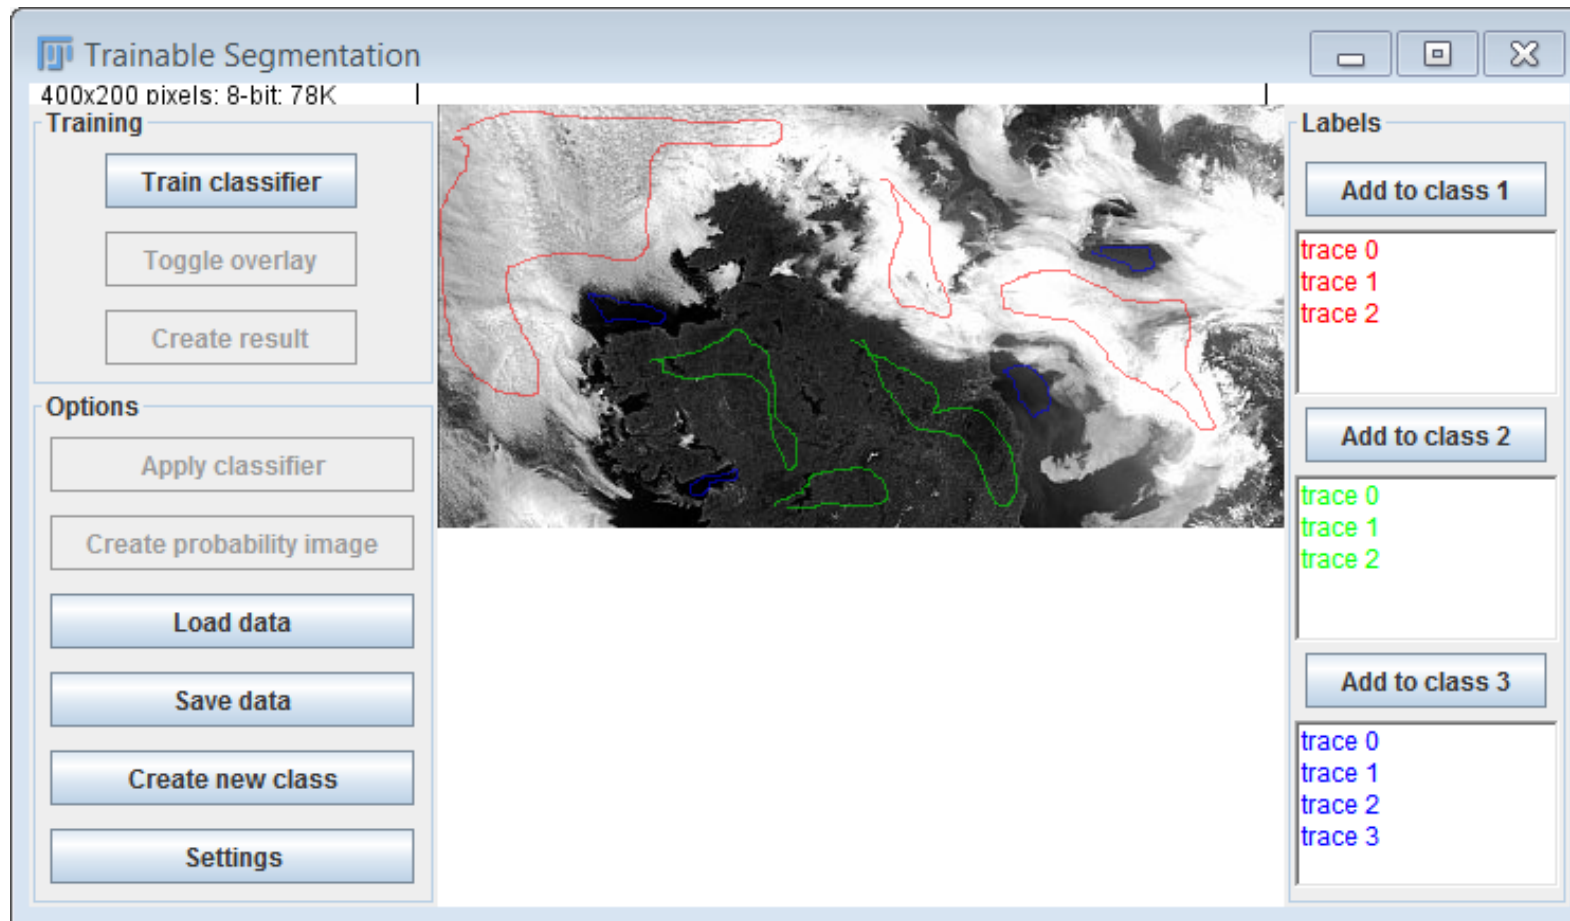 Trainable Segmentation
400x200 pixels; 8-bit; 78K
Training
Train classifier
Toggle overlay
Create result
Options
Apply classifier
Create probability image
Load data
Save data
Create new class
Settings
Labels
Add to class 1
trace 0
trace 1
trace 2
Add to class 2
trace 0
trace 1
trace 2
Add to class 3
trace 0
trace 1
trace 2
trace 3